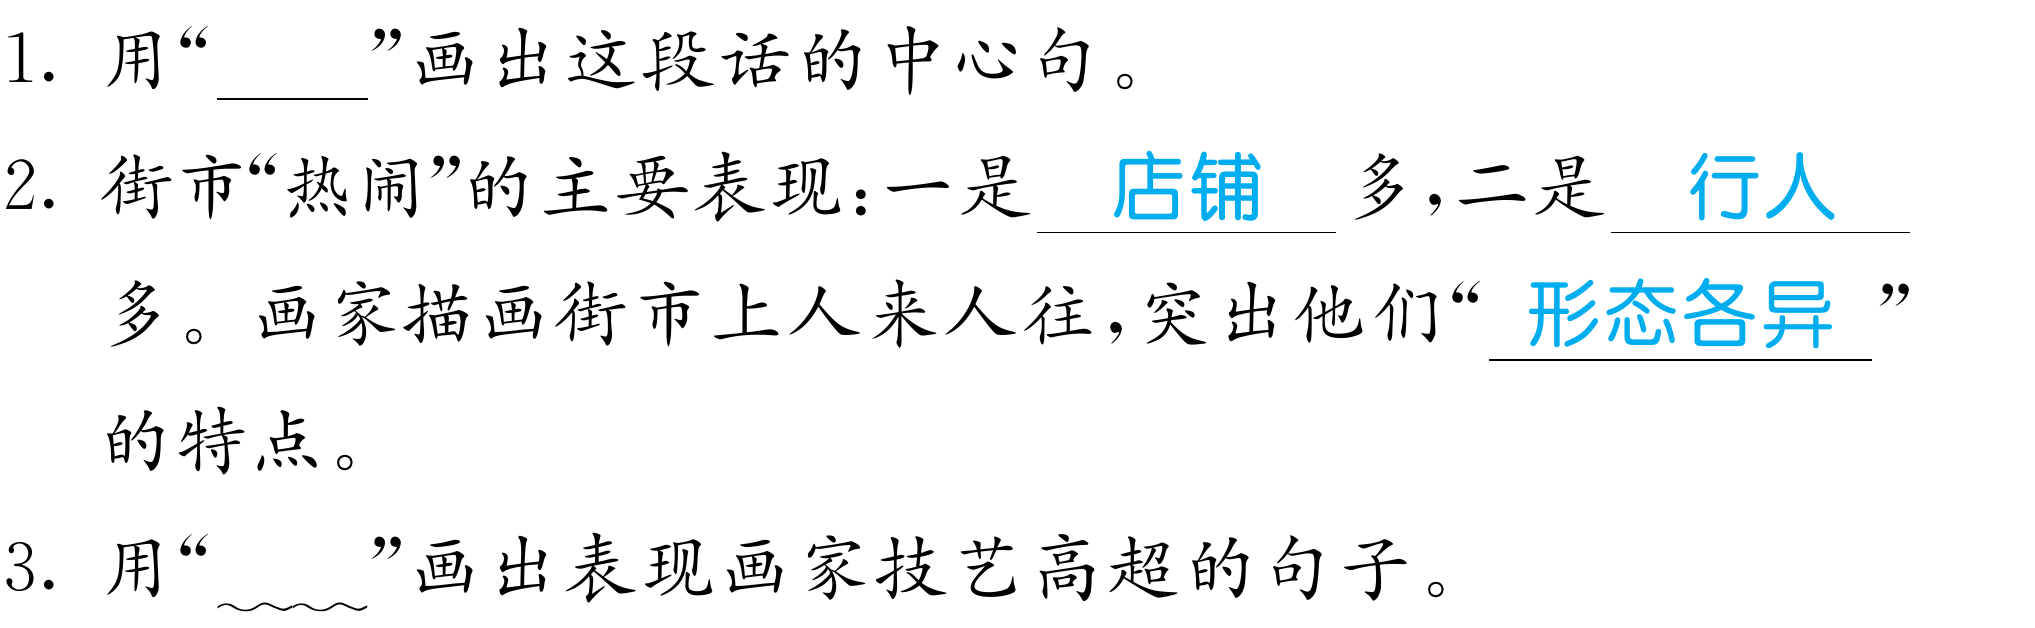 1. 用“____”画出这段话的中心句。
2. 街市“热闹”的主要表现:一是 店铺 多,二是 行人
多。画家描画街市上人来人往,突出他们“形态各异”
的特点。
3. 用“﹏﹏”画出表现画家技艺高超的句子。